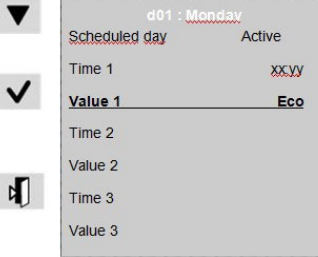 d01 : Monday
Scheduled day Active
Time 1 xx:yy
Value 1 Eco
Time 2
Value 2
Time 3
Value 3